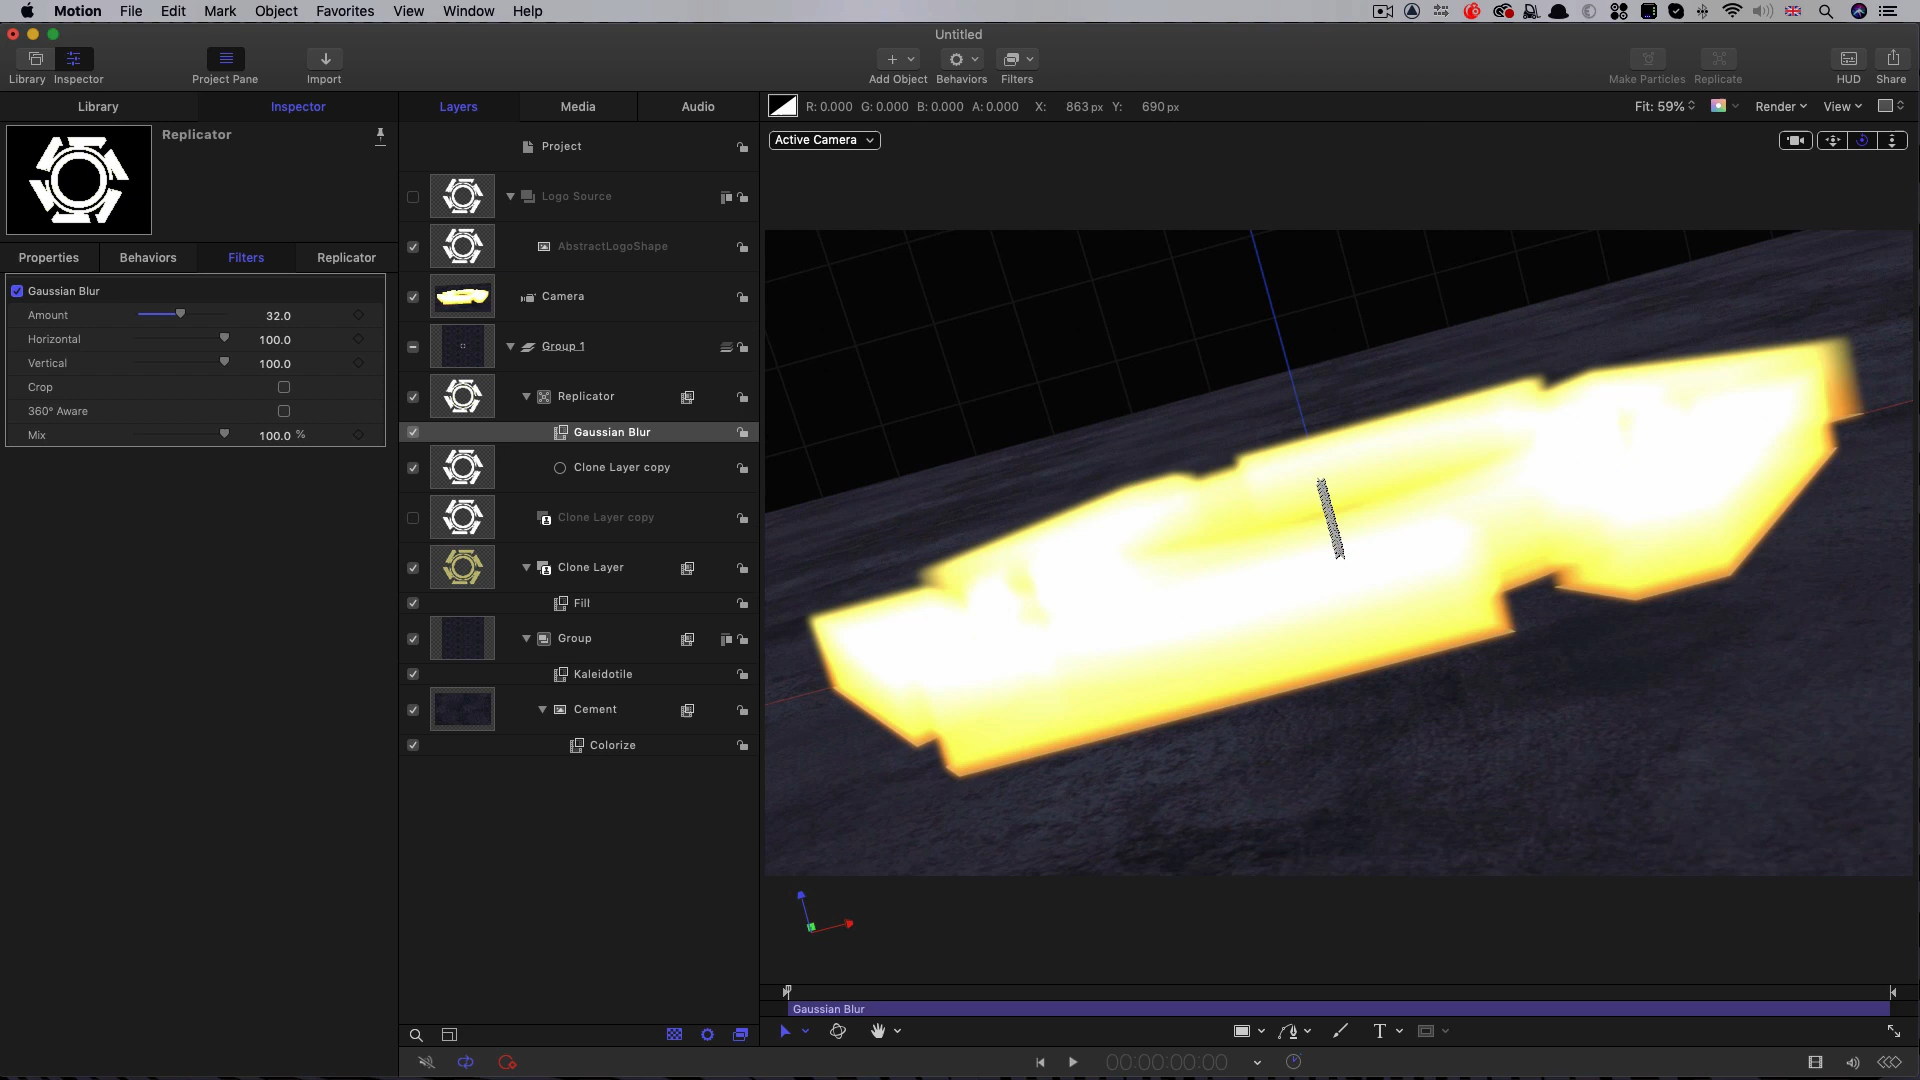 Motion File Edit Mark Object Favorites View Window Help
Untitled
Library Inspector Project Pane Import Add Object Behaviors Filters Make Particles Replicate HUD Share
Library Inspector Layers Media Audio R: 0.000 G: 0.000 B: 0.000 A: 0.000 X: 863 px Y: 690 px Fit: 59% Render View
Replicator
Active Camera
Project
Logo Source
AbstractLogoShape
Properties Behaviors Filters Replicator
Gaussian Blur
Amount 32.0
Horizontal 100.0
Vertical 100.0
Crop
360° Aware
Mix 100.0 %
Camera
Group 1
Replicator
Gaussian Blur
Clone Layer copy
Clone Layer copy
Clone Layer
Fill
Group
Kaleidotile
Cement
Colorize
Gaussian Blur
T
00:00:00:00